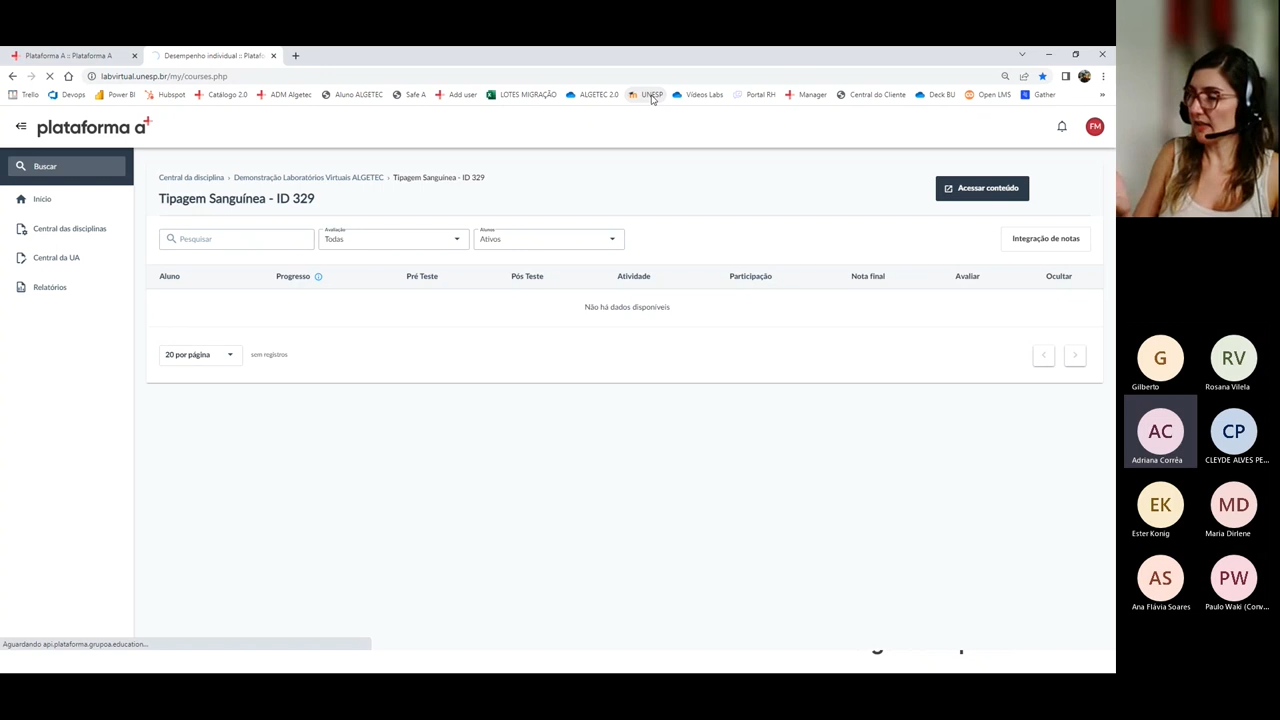 Plataforma A :: Plataforma A
Desempenho individual :: Platafo
labvirtual.unesp.br/my/courses.php
Trello Devops Power BI Hubspot Catálogo 2.0 ADM Algetec Aluno ALGETEC Safe A Add user LOTES MIGRAÇÃO ALGETEC 2.0 UNESP Vídeos Labs Portal RH Manager Central do Cliente Deck BU Open LMS Gather »
plataforma a+
FM
Buscar
Início
Central das disciplinas
Central da UA
Relatórios
Central da disciplina › Demonstração Laboratórios Virtuais ALGETEC › Tipagem Sanguínea - ID 329
Tipagem Sanguínea - ID 329
Acessar conteúdo
Pesquisar
Avaliação
Todas
Alunos
Ativos
Integração de notas
Aluno Progresso Pré Teste Pós Teste Atividade Participação Nota final Avaliar Ocultar
Não há dados disponíveis
20 por página
sem registros
Aguardando api.plataforma.grupoa.education...
G
Gilberto
RV
Rosana Vilela
AC
Adriana Corrêa
CP
CLEYDE ALVES PE...
EK
Ester Konig
MD
Maria Dirlene
AS
Ana Flávia Soares
PW
Paulo Waki (Conv...